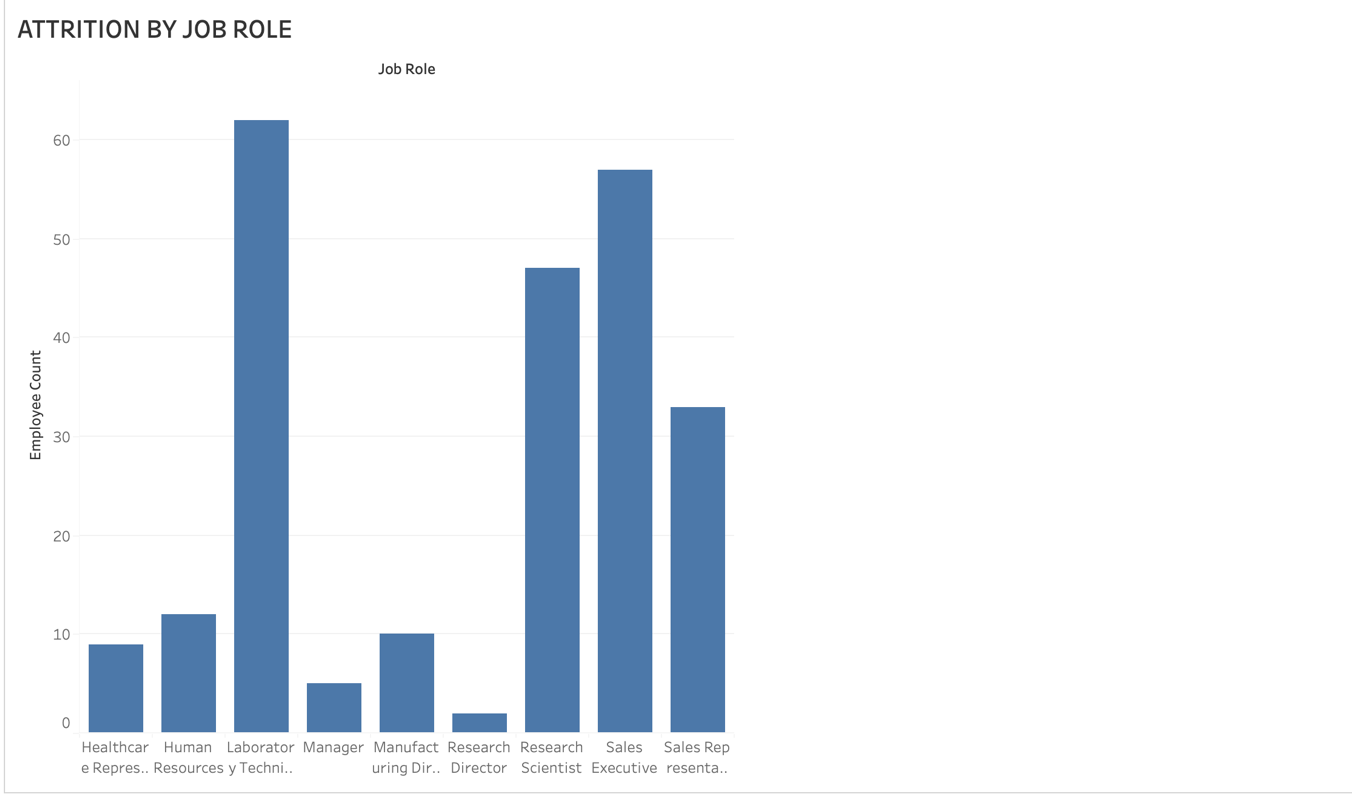 ATTRITION BY JOB ROLE
Job Role
Employee Count
60
50
40
30
20
10
0
Healthcar
e Repres..
Human
Resources
Laborator
y Techni..
Manager
Manufact
uring Dir..
Research
Director
Research
Scientist
Sales
Executive
Sales Rep
resenta..